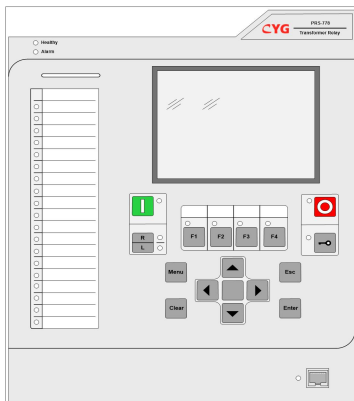 CYG
PRS-778
Transformer Relay
Healthy
Alarm
R
L
F1
F2
F3
F4
Menu
Esc
Clear
Enter